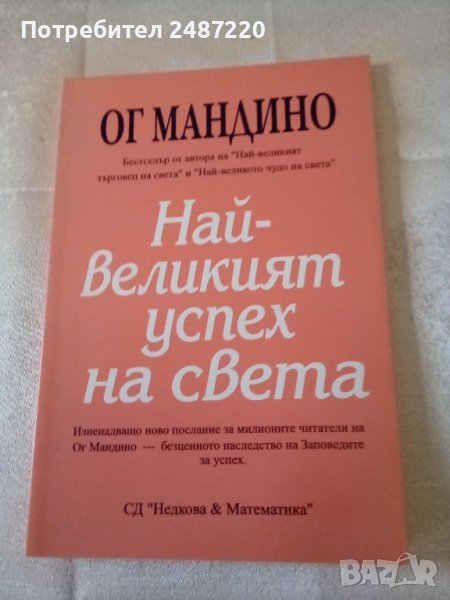 Потребител 2487220
ОГ МАНДИНО
Бестселър от автора на "Най-великият
търговец на света" и "Най-великото чудо на света"
Най-
великият
успех
на света
Изненадващо ново послание за милионите читатели на
Ог Мандино --- безценното наследство на Заповедите
за успех.
СД "Недкова & Математика"
BAZAR